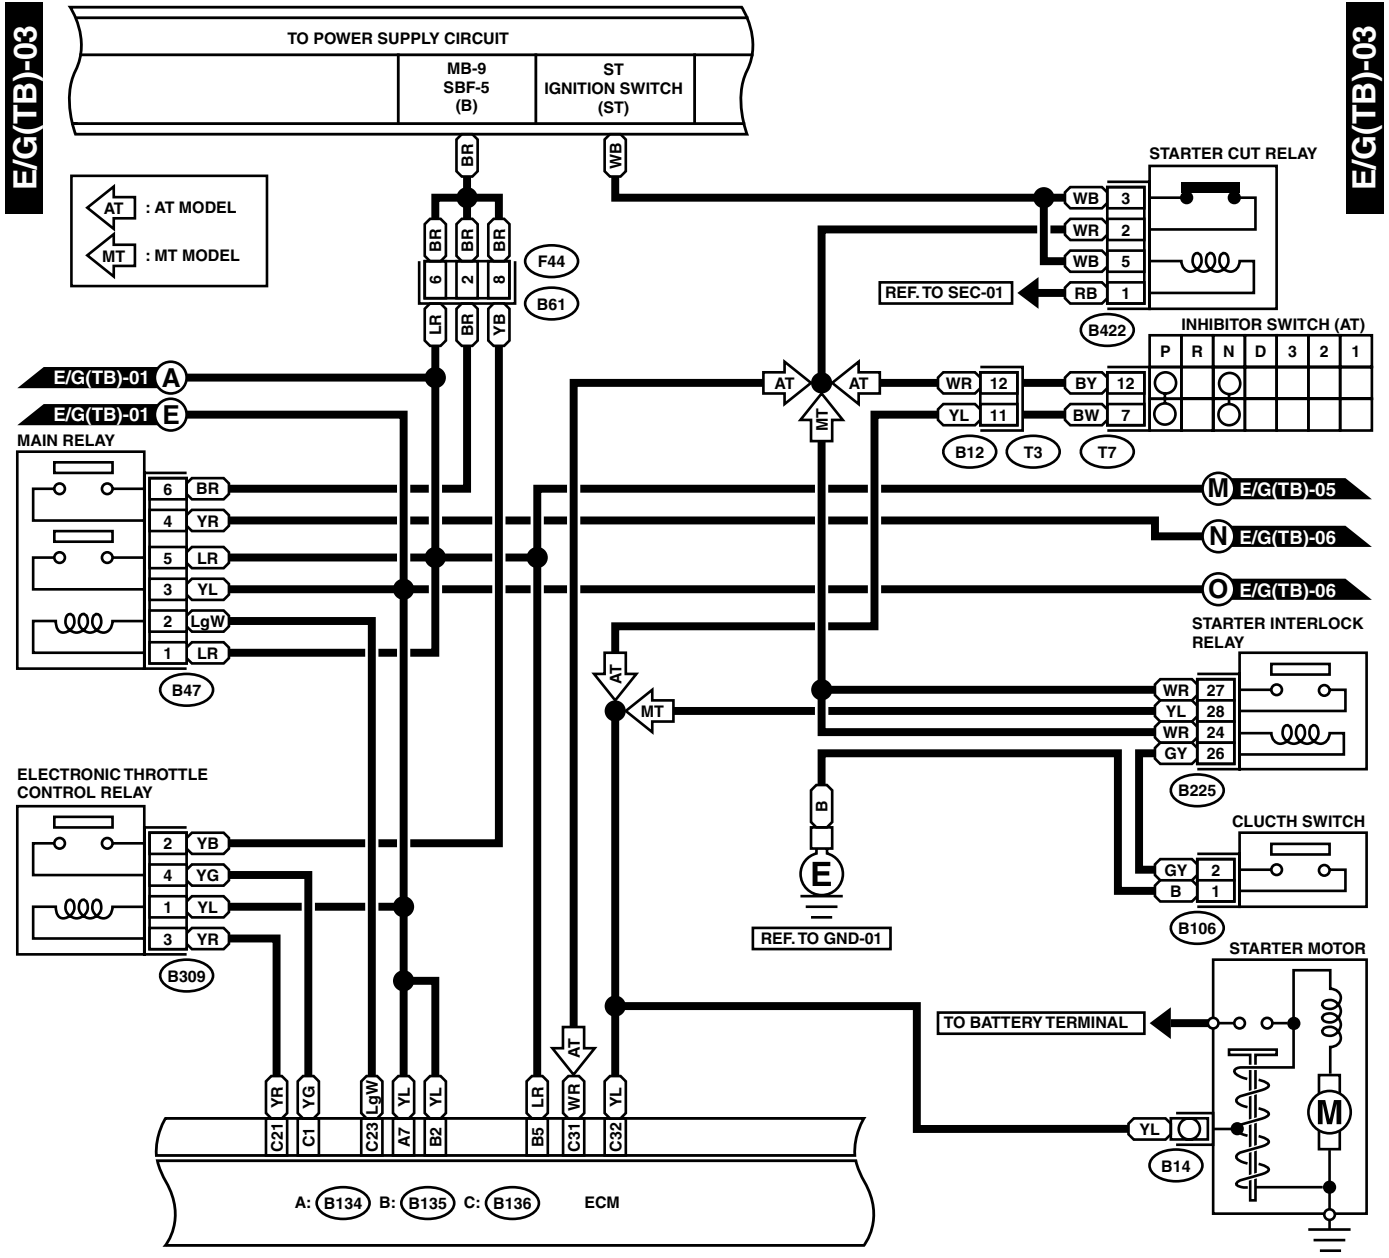 E/G(TB)-03
E/G(TB)-03
TO POWER SUPPLY CIRCUIT
MB-9
SBF-5
(B)
ST
IGNITION SWITCH
(ST)
BR
WB
AT : AT MODEL
MT : MT MODEL
BR BR BR
6 2 8
F44
B61
LR BR YB
STARTER CUT RELAY
WB 3
WR 2
WB 5
RB 1
REF. TO SEC-01
B422
INHIBITOR SWITCH (AT)
P R N D 3 2 1
E/G(TB)-01 A
E/G(TB)-01 E
AT AT
MT
WR 12
YL 11
BY 12
BW 7
B12 T3 T7
MAIN RELAY
6 BR
4 YR
5 LR
3 YL
2 LgW
1 LR
B47
M E/G(TB)-05
N E/G(TB)-06
O E/G(TB)-06
STARTER INTERLOCK
RELAY
AT
MT
WR 27
YL 28
WR 24
GY 26
B225
ELECTRONIC THROTTLE
CONTROL RELAY
2 YB
4 YG
1 YL
3 YR
B309
B
E
REF. TO GND-01
CLUCTH SWITCH
GY 2
B 1
B106
STARTER MOTOR
TO BATTERY TERMINAL
M
YL
B14
AT
YR YG LgW YL YL LR WR YL
C21 C1 C23 A7 B2 B5 C31 C32
A: B134 B: B135 C: B136 ECM